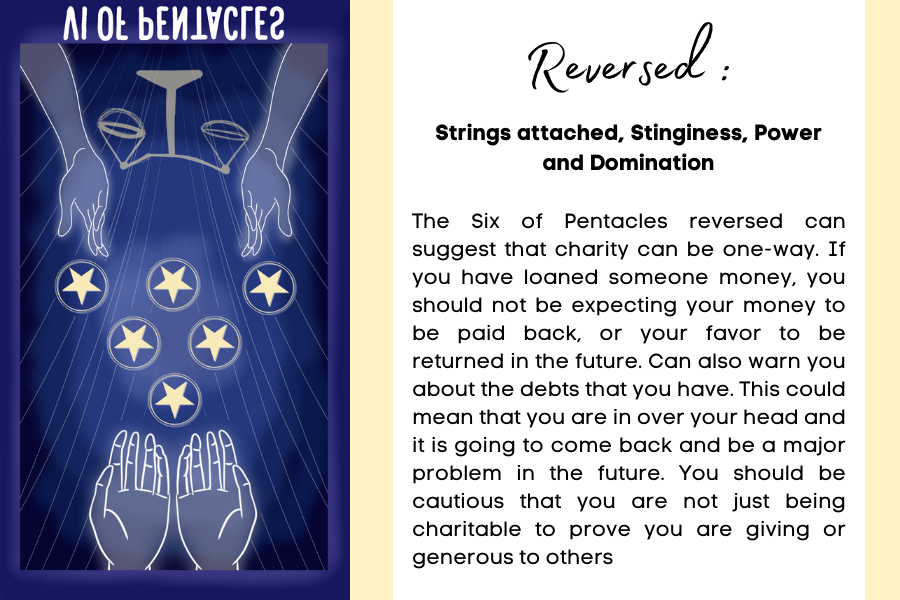 VI OF PENTACLES
Reversed :
Strings attached, Stinginess, Power
and Domination
The Six of Pentacles reversed can
suggest that charity can be one-way. If
you have loaned someone money, you
should not be expecting your money to
be paid back, or your favor to be
returned in the future. Can also warn you
about the debts that you have. This could
mean that you are in over your head and
it is going to come back and be a major
problem in the future. You should be
cautious that you are not just being
charitable to prove you are giving or
generous to others